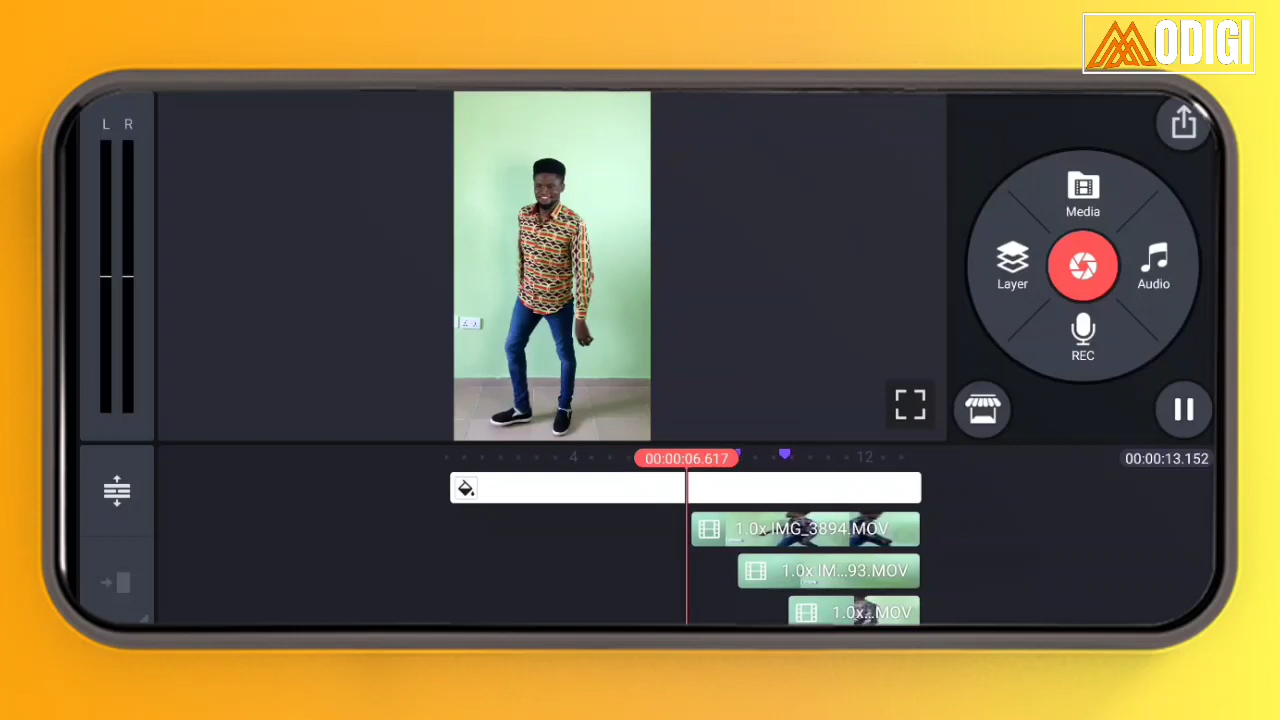 MODIGI
L R
Media
Layer
Audio
REC
4
00:00:06.617
12
00:00:13.152
1.0x IMG_3894.MOV
1.0x IM...93.MOV
1.0x...MOV